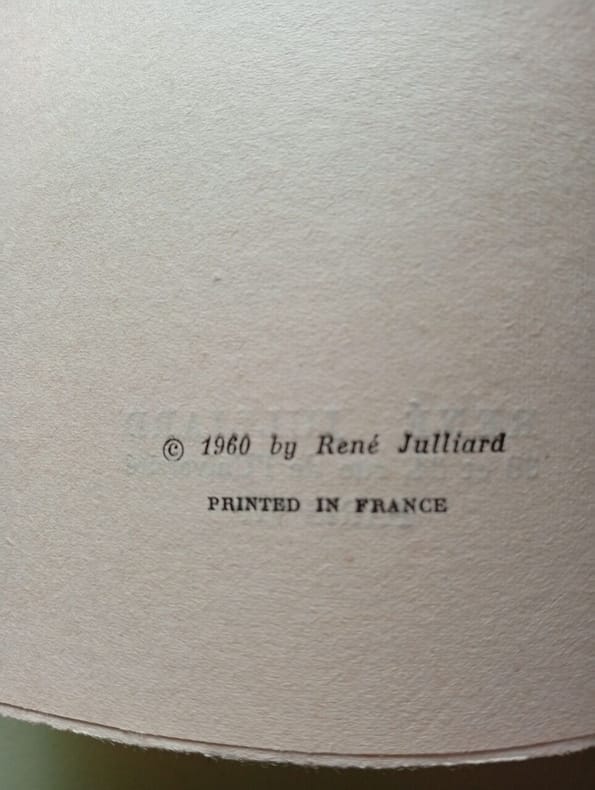 © 1960 by René Julliard
PRINTED IN FRANCE